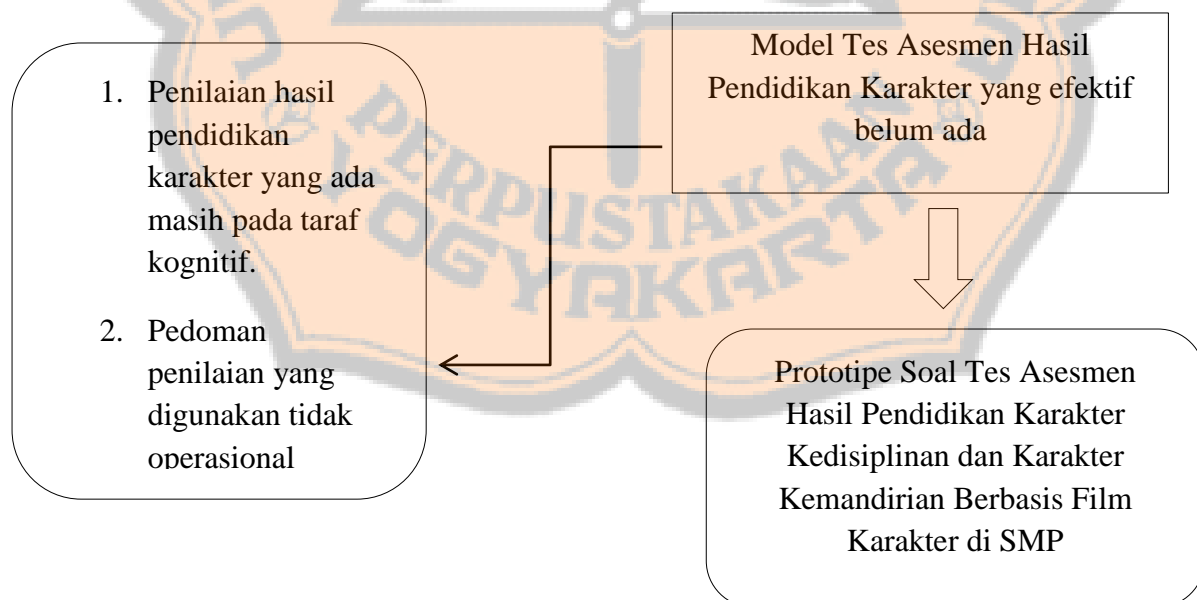 1. Penilaian hasil
pendidikan
karakter yang ada
masih pada taraf
kognitif.
2. Pedoman
penilaian yang
digunakan tidak
operasional
Model Tes Asesmen Hasil
Pendidikan Karakter yang efektif
belum ada
Prototipe Soal Tes Asesmen
Hasil Pendidikan Karakter
Kedisiplinan dan Karakter
Kemandirian Berbasis Film
Karakter di SMP
PERPUSTAKAAN
YOGYAKARTA